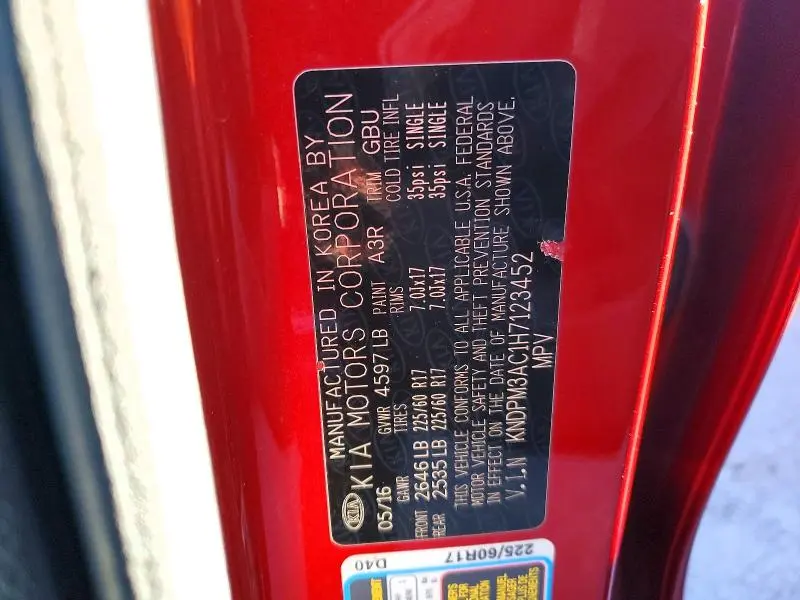 MANUFACTURED IN KOREA BY
KIA KIA MOTORS CORPORATION
05/16 GVWR 4597 LB PAINT A3R TRIM GBU
GAWR TIRES RIMS COLD TIRE INFL
FRONT 2646 LB 225/60 R17 7.0Jx17 35psi SINGLE
REAR 2535 LB 225/60 R17 7.0Jx17 35psi SINGLE
THIS VEHICLE CONFORMS TO ALL APPLICABLE U.S.A. FEDERAL
MOTOR VEHICLE SAFETY AND THEFT PREVENTION STANDARDS
IN EFFECT ON THE DATE OF MANUFACTURE SHOWN ABOVE.
V.I.N KNDPM3AC1H7123452
MPV
D40
225/60R17